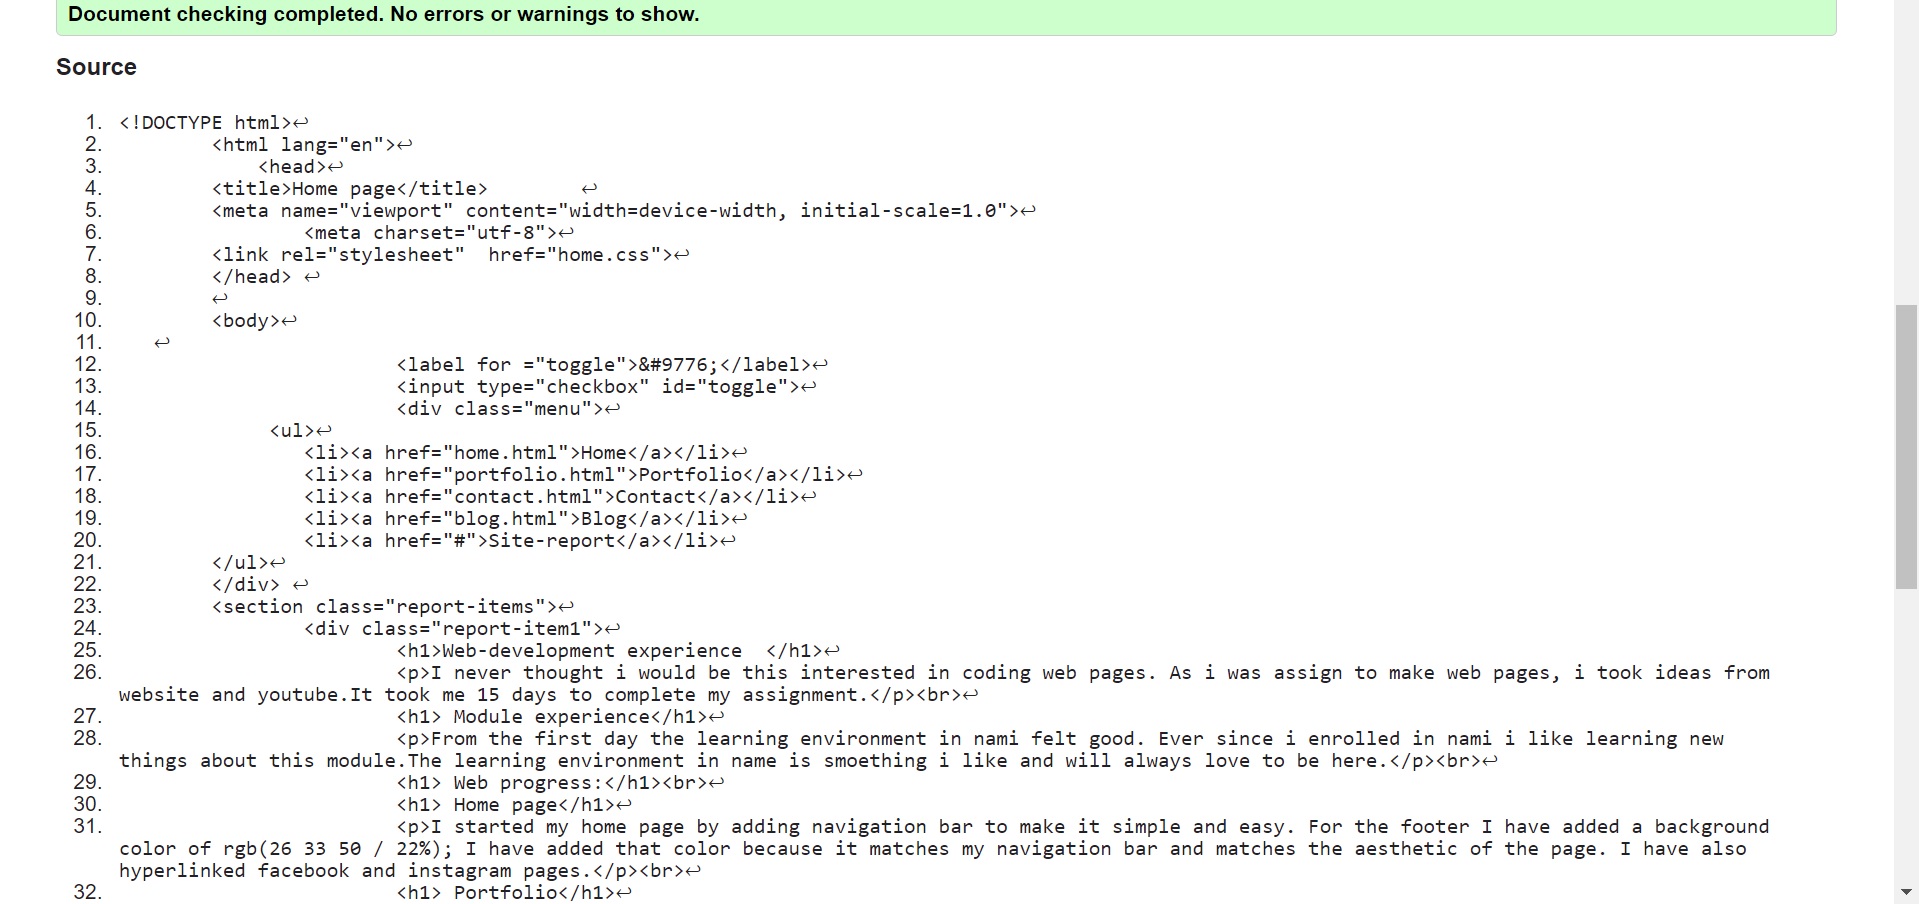 Document checking completed. No errors or warnings to show.
Source
1. <!DOCTYPE html>↩
2. <html lang="en">↩
3. <head>↩
4. <title>Home page</title> ↩
5. <meta name="viewport" content="width=device-width, initial-scale=1.0">↩
6. <meta charset="utf-8">↩
7. <link rel="stylesheet"  href="home.css">↩
8. </head> ↩
9. ↩
10. <body>↩
11. ↩
12. <label for ="toggle">&#9776;</label>↩
13. <input type="checkbox" id="toggle">↩
14. <div class="menu">↩
15. <ul>↩
16. <li><a href="home.html">Home</a></li>↩
17. <li><a href="portfolio.html">Portfolio</a></li>↩
18. <li><a href="contact.html">Contact</a></li>↩
19. <li><a href="blog.html">Blog</a></li>↩
20. <li><a href="#">Site-report</a></li>↩
21. </ul>↩
22. </div> ↩
23. <section class="report-items">↩
24. <div class="report-item1">↩
25. <h1>Web-development experience  </h1>↩
26. <p>I never thought i would be this interested in coding web pages. As i was assign to make web pages, i took ideas from
website and youtube.It took me 15 days to complete my assignment.</p><br>↩
27. <h1> Module experience</h1>↩
28. <p>From the first day the learning environment in nami felt good. Ever since i enrolled in nami i like learning new
things about this module.The learning environment in name is smoething i like and will always love to be here.</p><br>↩
29. <h1> Web progress:</h1><br>↩
30. <h1> Home page</h1>↩
31. <p>I started my home page by adding navigation bar to make it simple and easy. For the footer I have added a background
color of rgb(26 33 50 / 22%); I have added that color because it matches my navigation bar and matches the aesthetic of the page. I have also
hyperlinked facebook and instagram pages.</p><br>↩
32. <h1> Portfolio</h1>↩